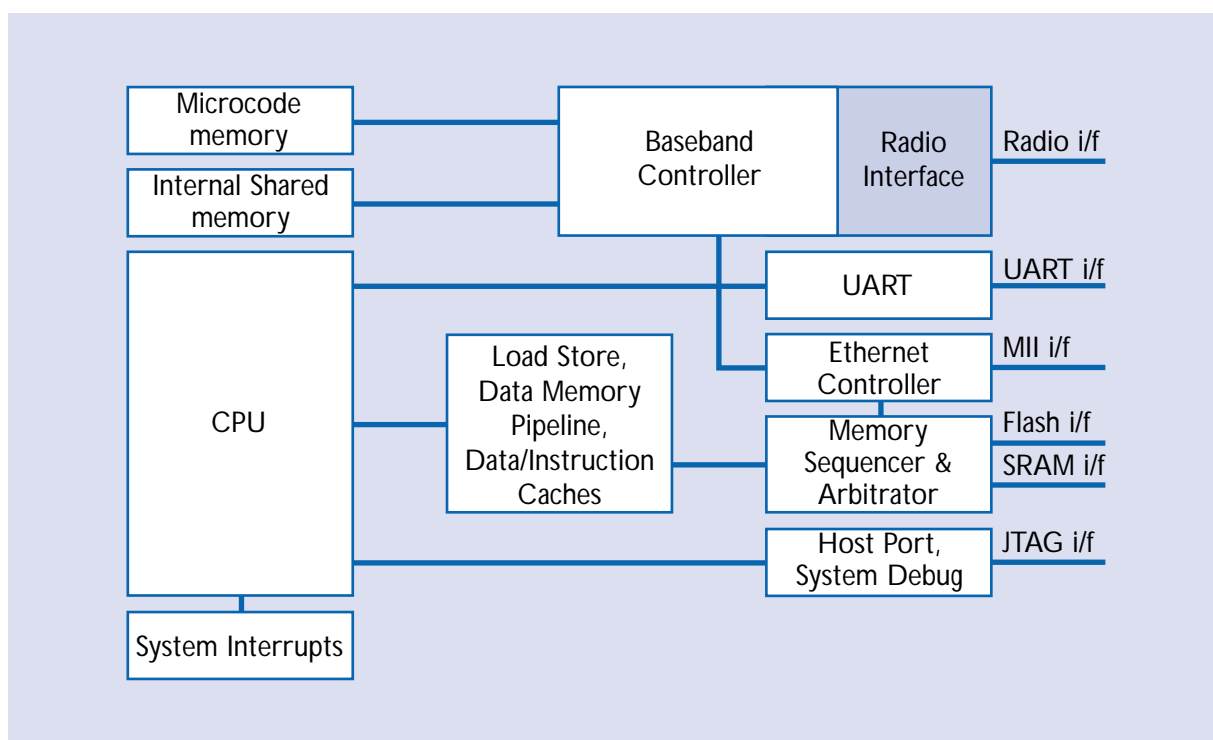 Microcode
memory
Baseband
Controller
Radio
Interface
Radio i/f
Internal Shared
memory
CPU
UART
UART i/f
Load Store,
Data Memory
Pipeline,
Data/Instruction
Caches
Ethernet
Controller
MII i/f
Memory
Sequencer &
Arbitrator
Flash i/f
SRAM i/f
Host Port,
System Debug
JTAG i/f
System Interrupts